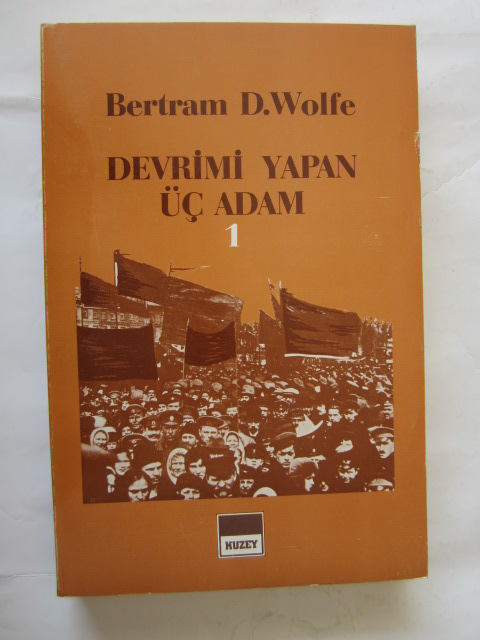 Bertram D.Wolfe
DEVRİMİ YAPAN
ÜÇ ADAM
1
KUZEY